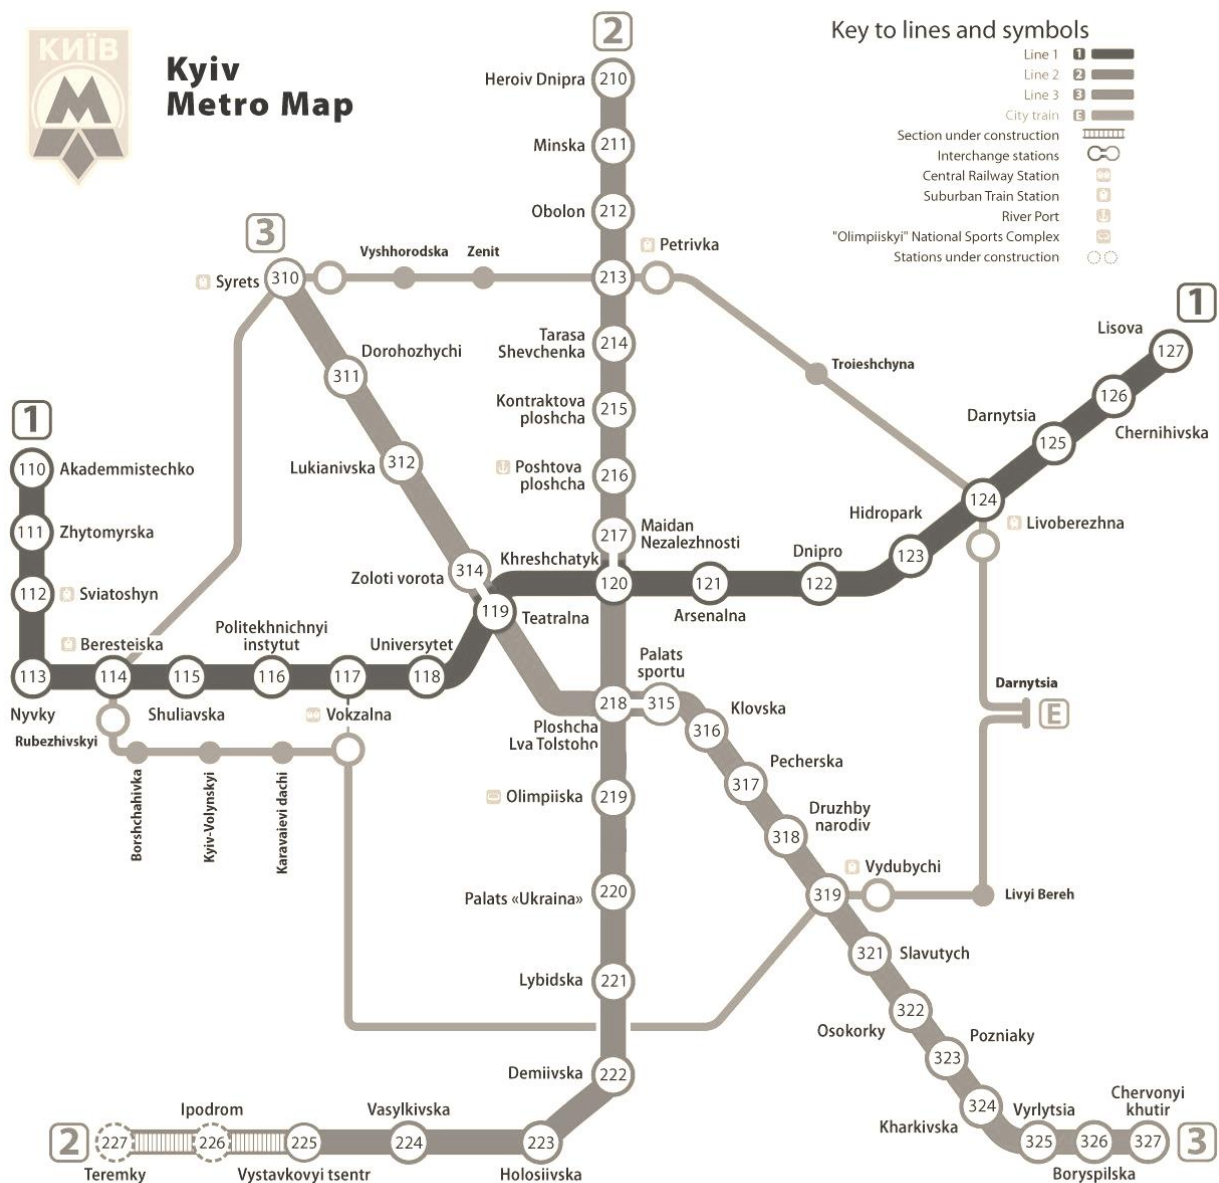 КИЇВ
Kyiv
Metro Map
Key to lines and symbols
Line 1 1
Line 2 2
Line 3 3
City train E
Section under construction
Interchange stations
Central Railway Station
Suburban Train Station
River Port
"Olimpiiskyi" National Sports Complex
Stations under construction
2
Heroiv Dnipra 210
Minska 211
Obolon 212
3
Syrets 310
Vyshhorodska
Zenit
213
Petrivka
Tarasa
Shevchenka
214
Kontraktova
ploshcha
215
Poshtova
ploshcha
216
217
Maidan
Nezalezhnosti
Dorohozhychi
311
Lukianivska 312
Zoloti vorota 314
Troieshchyna
1
Lisova
127
126
Chernihivska
Darnytsia
125
124
Livoberezhna
Hidropark
123
Dnipro
122
121
Arsenalna
Khreshchatyk
120
119
Teatralna
1
110 Akademmistechko
111 Zhytomyrska
112 Sviatoshyn
113
Nyvky
Beresteiska
114
115
Shuliavska
Politekhnichnyi
instytut
116
117
Vokzalna
Universytet
118
Rubezhivskyi
Borshchahivka
Kyiv-Volynskyi
Karavaievi dachi
218
Ploshcha
Lva Tolstoho
Palats
sportu
315
316
Klovska
317
Pecherska
318
Druzhby
narodiv
319
Vydubychi
Darnytsia
E
Livyi Bereh
Olimpiiska 219
Palats «Ukraina» 220
Lybidska 221
Demiivska 222
321 Slavutych
Osokorky 322
323 Pozniaky
Kharkivska 324
Vyrlytsia
325
326
Boryspilska
Chervonyi
khutir
327
3
2
227
Teremky
Ipodrom
226
225
Vystavkovyi tsentr
Vasylkivska
224
223
Holosiivska